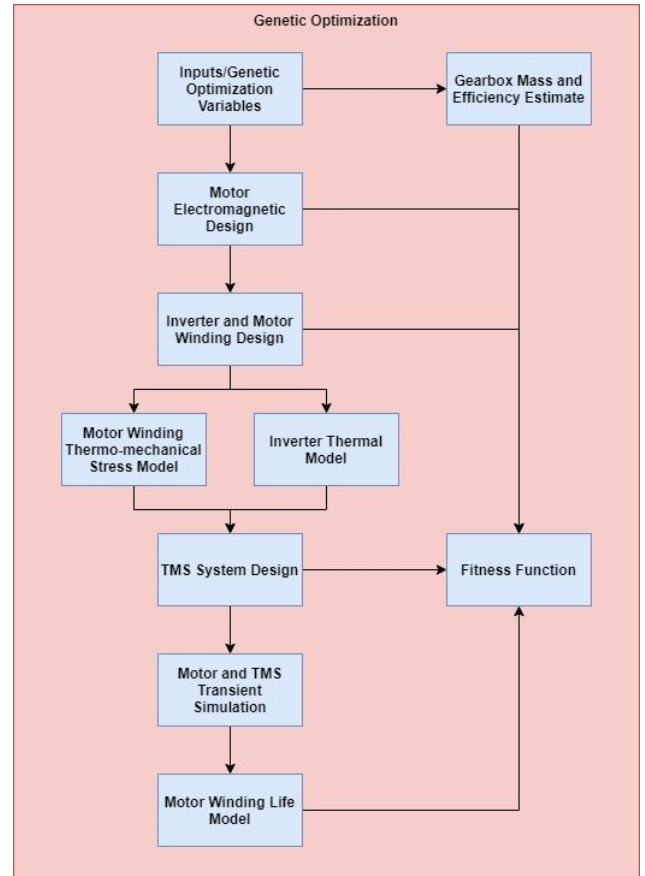 Genetic Optimization
Inputs/Genetic
Optimization
Variables
Gearbox Mass and
Efficiency Estimate
Motor
Electromagnetic
Design
Inverter and Motor
Winding Design
Motor Winding
Thermo-mechanical
Stress Model
Inverter Thermal
Model
TMS System Design
Fitness Function
Motor and TMS
Transient
Simulation
Motor Winding Life
Model